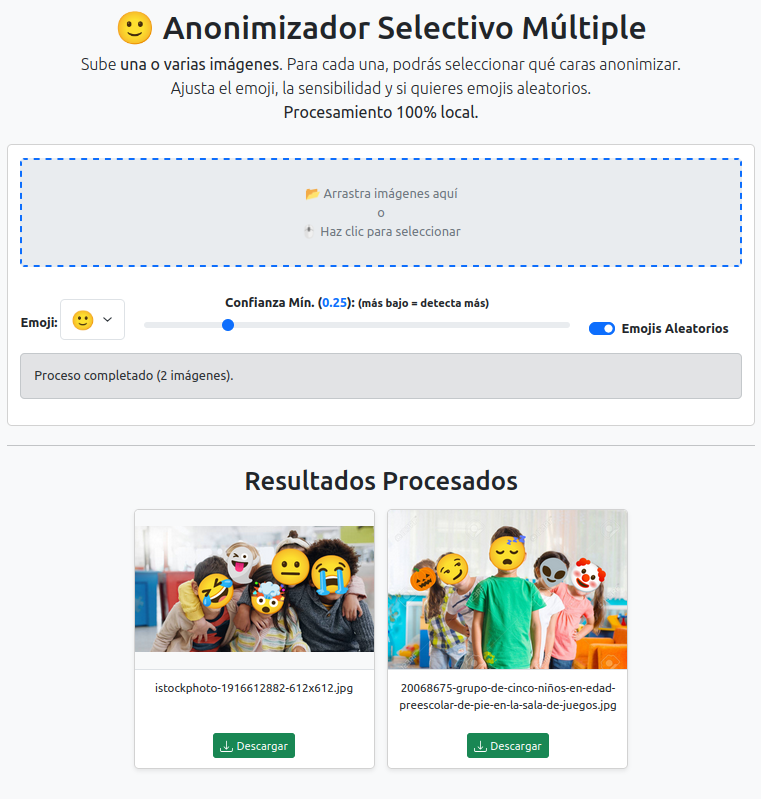 🙂 Anonimizador Selectivo Múltiple
Sube una o varias imágenes. Para cada una, podrás seleccionar qué caras anonimizar.
Ajusta el emoji, la sensibilidad y si quieres emojis aleatorios.
Procesamiento 100% local.
📂 Arrastra imágenes aquí
o
🖱️ Haz clic para seleccionar
Emoji: 🙂
Confianza Mín. (0.25): (más bajo = detecta más)
Emojis Aleatorios
Proceso completado (2 imágenes).
Resultados Procesados
istockphoto-1916612882-612x612.jpg
Descargar
20068675-grupo-de-cinco-niños-en-edad-
preescolar-de-pie-en-la-sala-de-juegos.jpg
Descargar